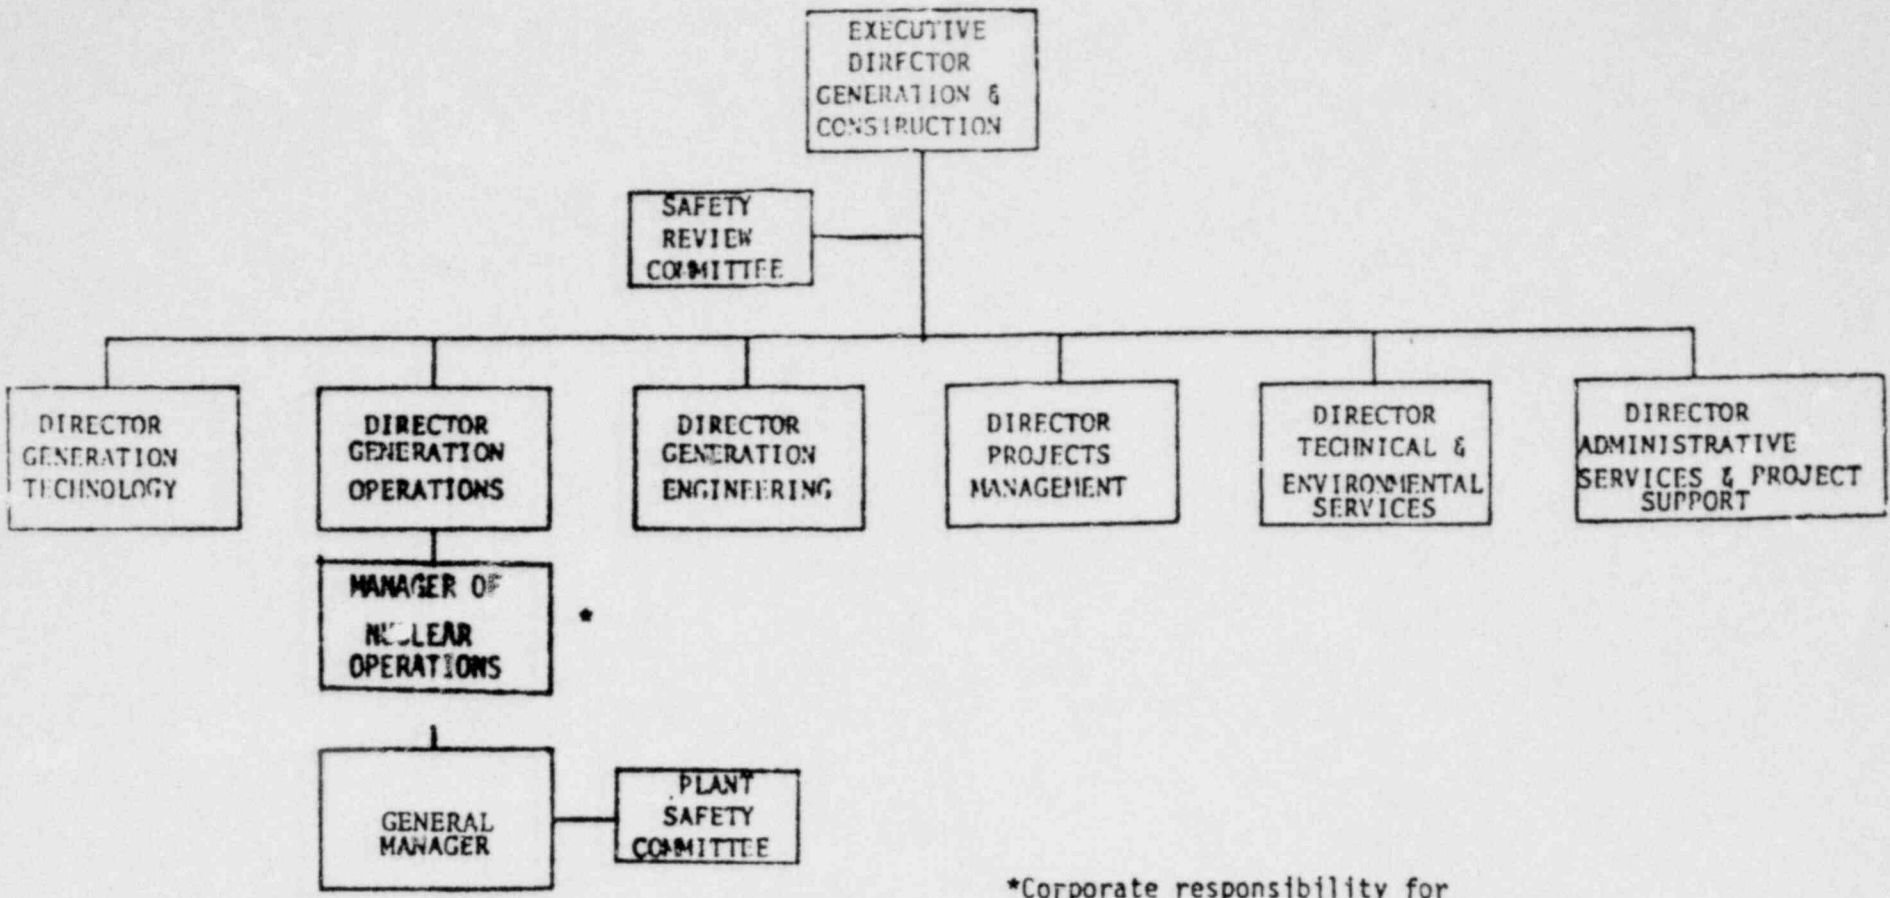 EXECUTIVE
DIRECTOR
GENERATION &
CONSTRUCTION
SAFETY
REVIEW
COMMITTEE
DIRECTOR
GENERATION
TECHNOLOGY
DIRECTOR
GENERATION
OPERATIONS
DIRECTOR
GENERATION
ENGINEERING
DIRECTOR
PROJECTS
MANAGEMENT
DIRECTOR
TECHNICAL &
ENVIRONMENTAL
SERVICES
DIRECTOR
ADMINISTRATIVE
SERVICES & PROJECT
SUPPORT
MANAGER OF
NUCLEAR
OPERATIONS
*
GENERAL
MANAGER
PLANT
SAFETY
COMMITTEE
*Corporate responsibility for